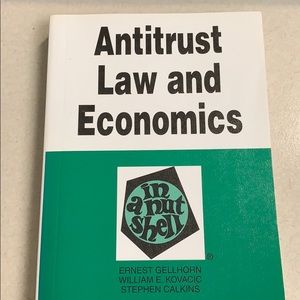 Antitrust
Law and
Economics
in
a nut
shell
®
ERNEST GELLHORN
WILLIAM E. KOVACIC
STEPHEN CALKINS